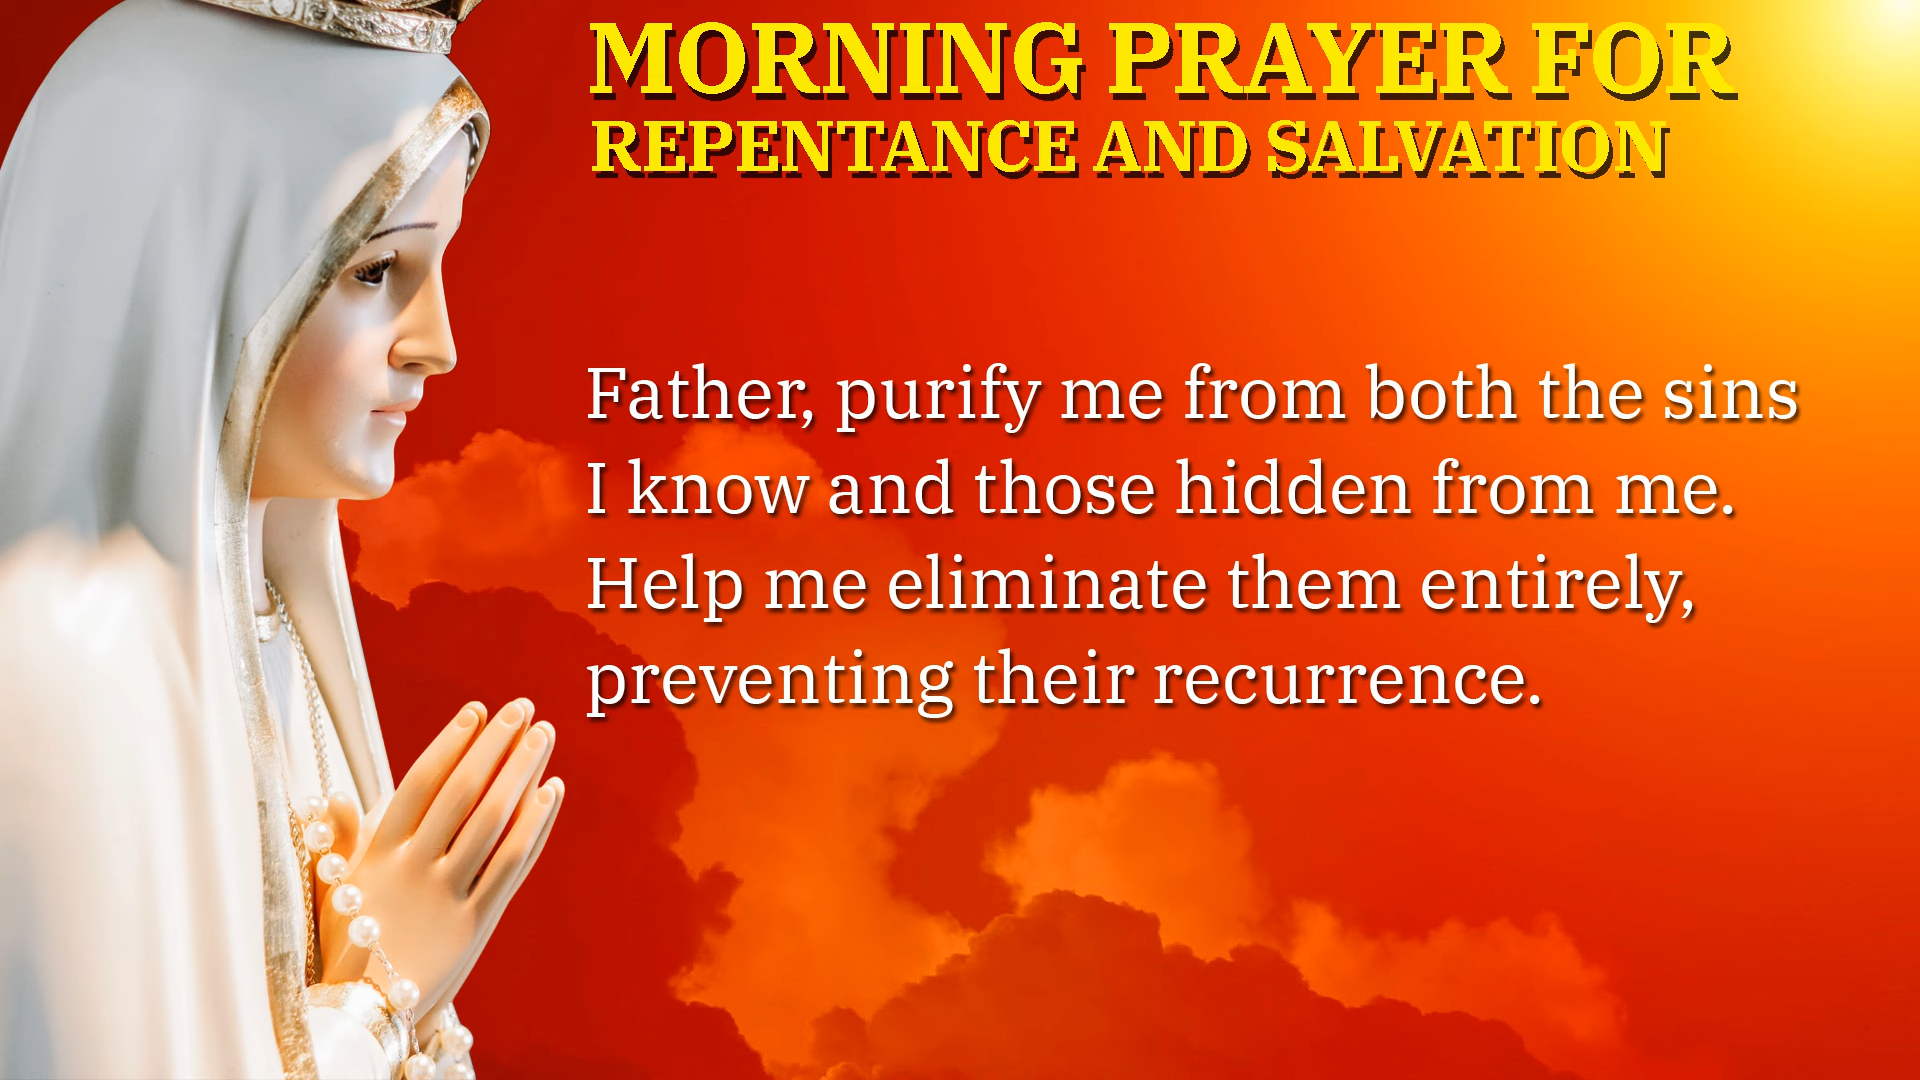 MORNING PRAYER FOR
REPENTANCE AND SALVATION
Father, purify me from both the sins
I know and those hidden from me.
Help me eliminate them entirely,
preventing their recurrence.